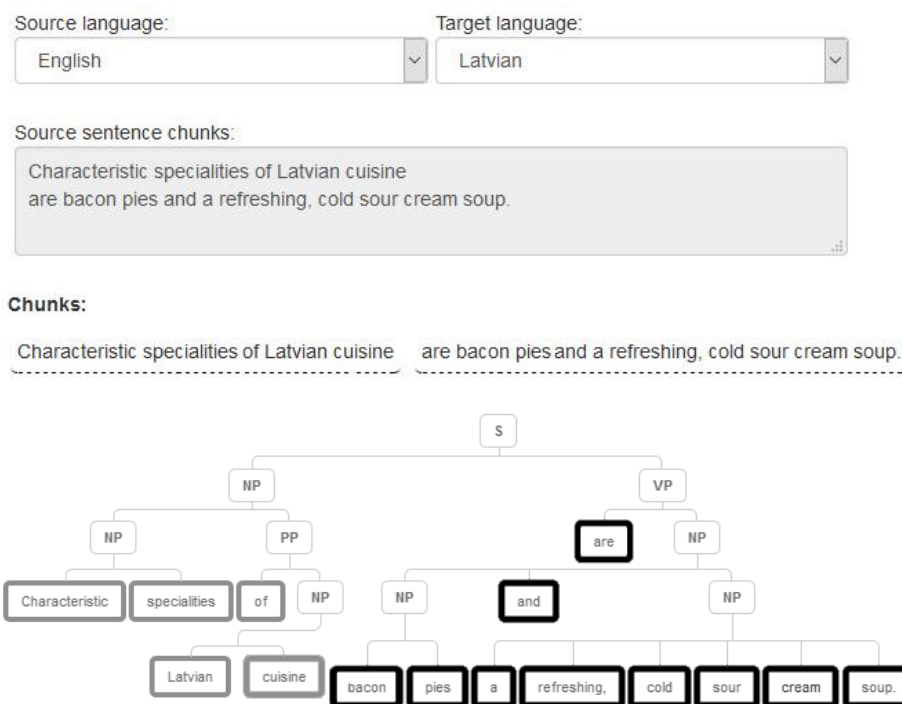 Source language: Target language:
English Latvian
Source sentence chunks:
Characteristic specialities of Latvian cuisine
are bacon pies and a refreshing, cold sour cream soup.
Chunks:
Characteristic specialities of Latvian cuisine are bacon pies and a refreshing, cold sour cream soup.
S
NP VP
NP PP are NP
Characteristic specialities of NP NP and NP
Latvian cuisine bacon pies a refreshing, cold sour cream soup.